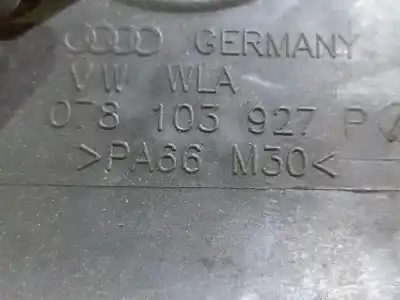 GERMANY
VW WLA
078 103 927 P
>PA66 M30<